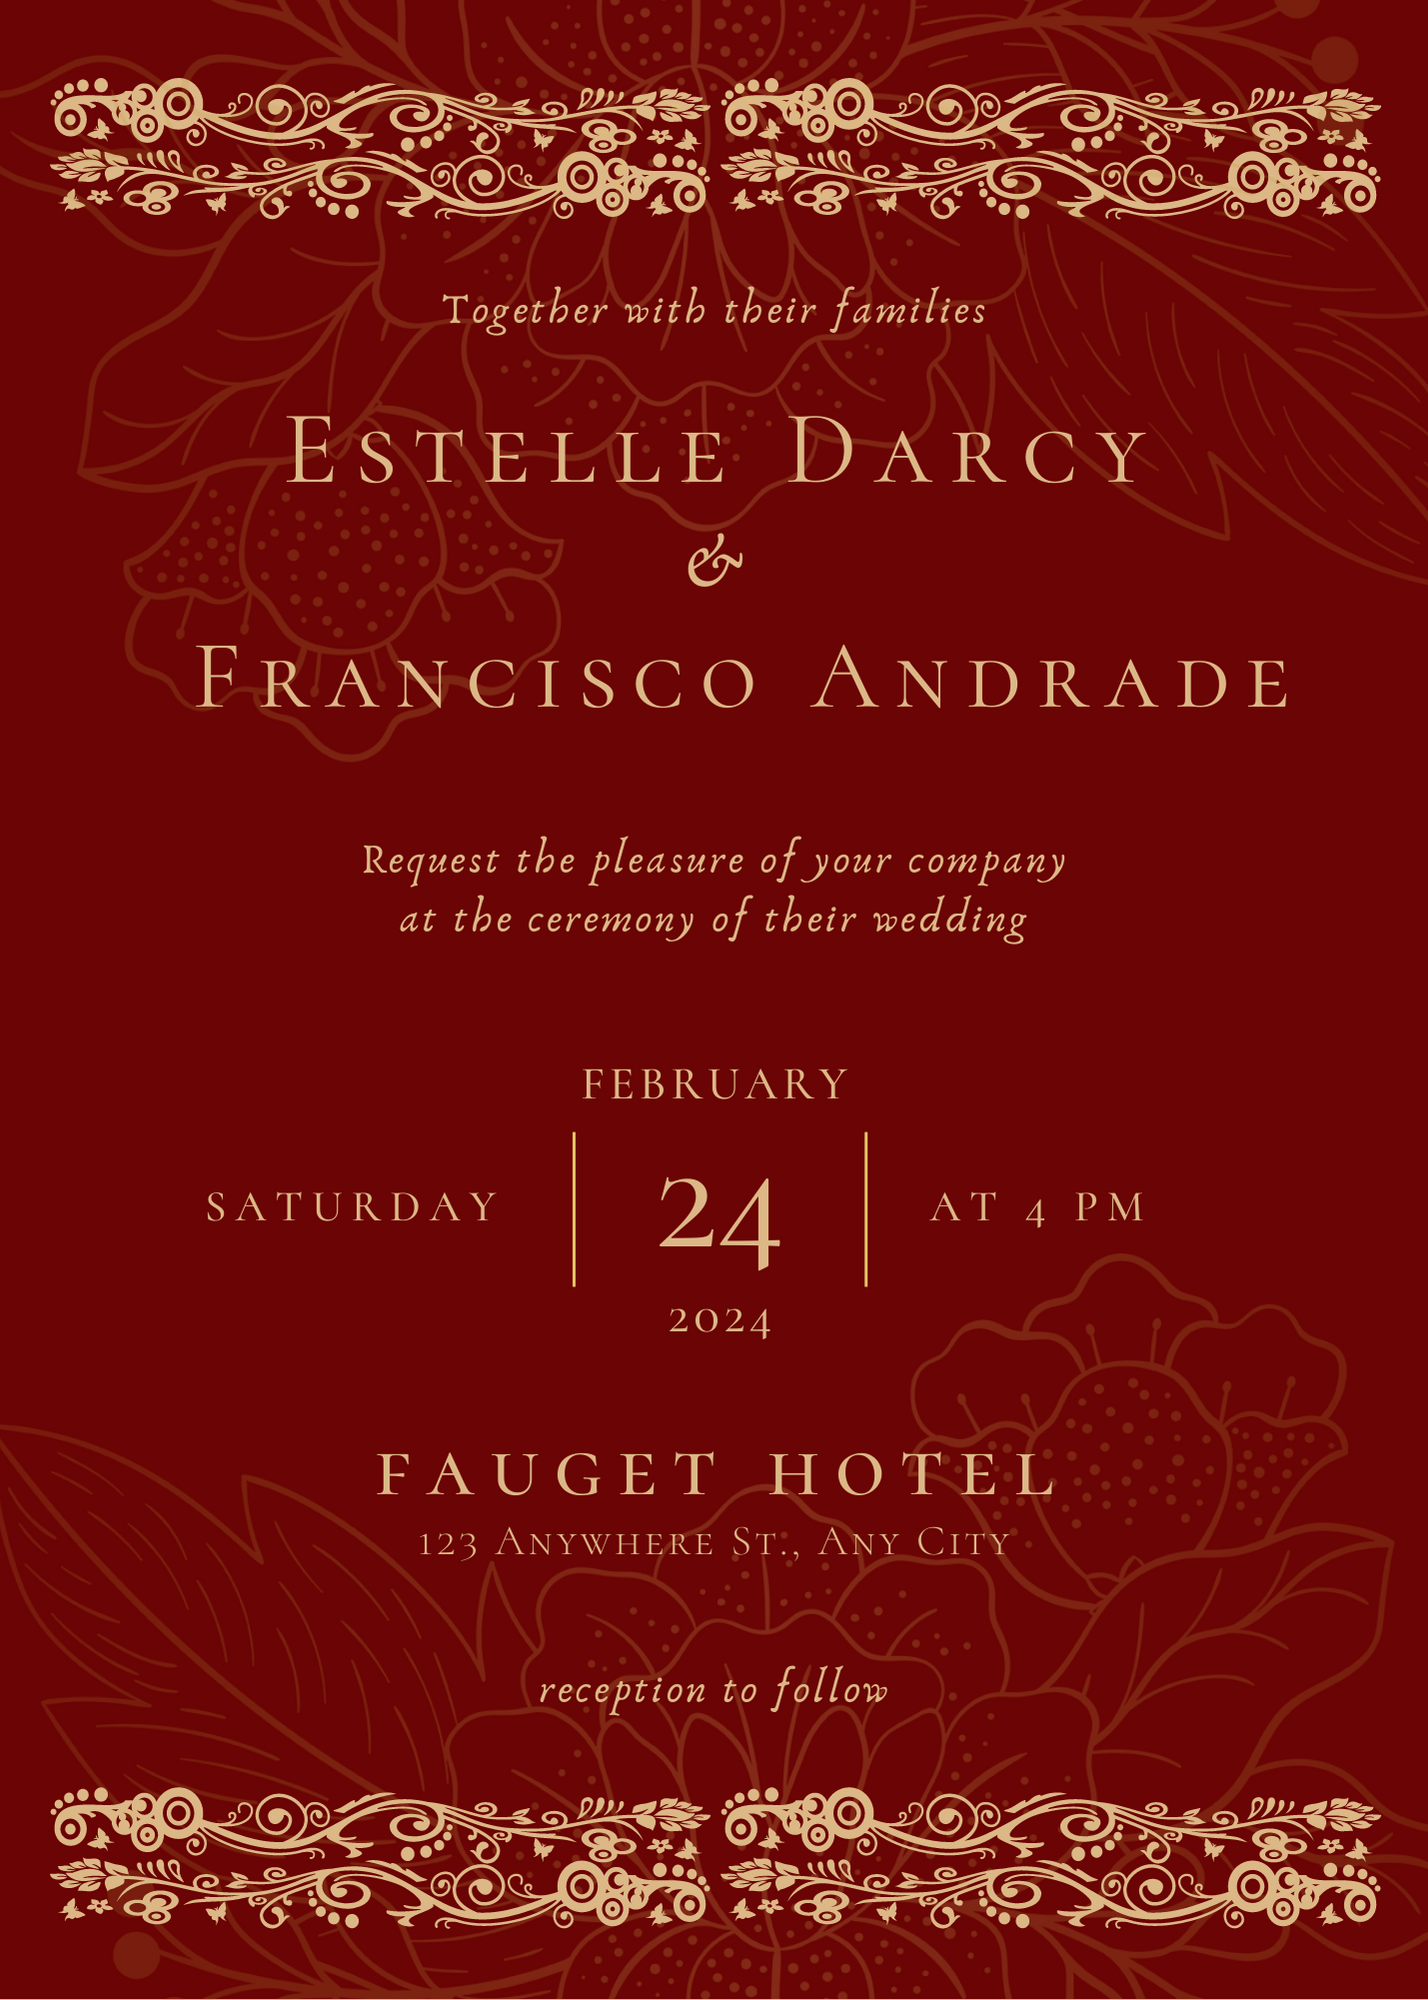 Together with their families
Estelle Darcy
&
Francisco Andrade
Request the pleasure of your company
at the ceremony of their wedding
FEBRUARY
SATURDAY
24
AT 4 PM
2024
FAUGET HOTEL
123 Anywhere St., Any City
reception to follow